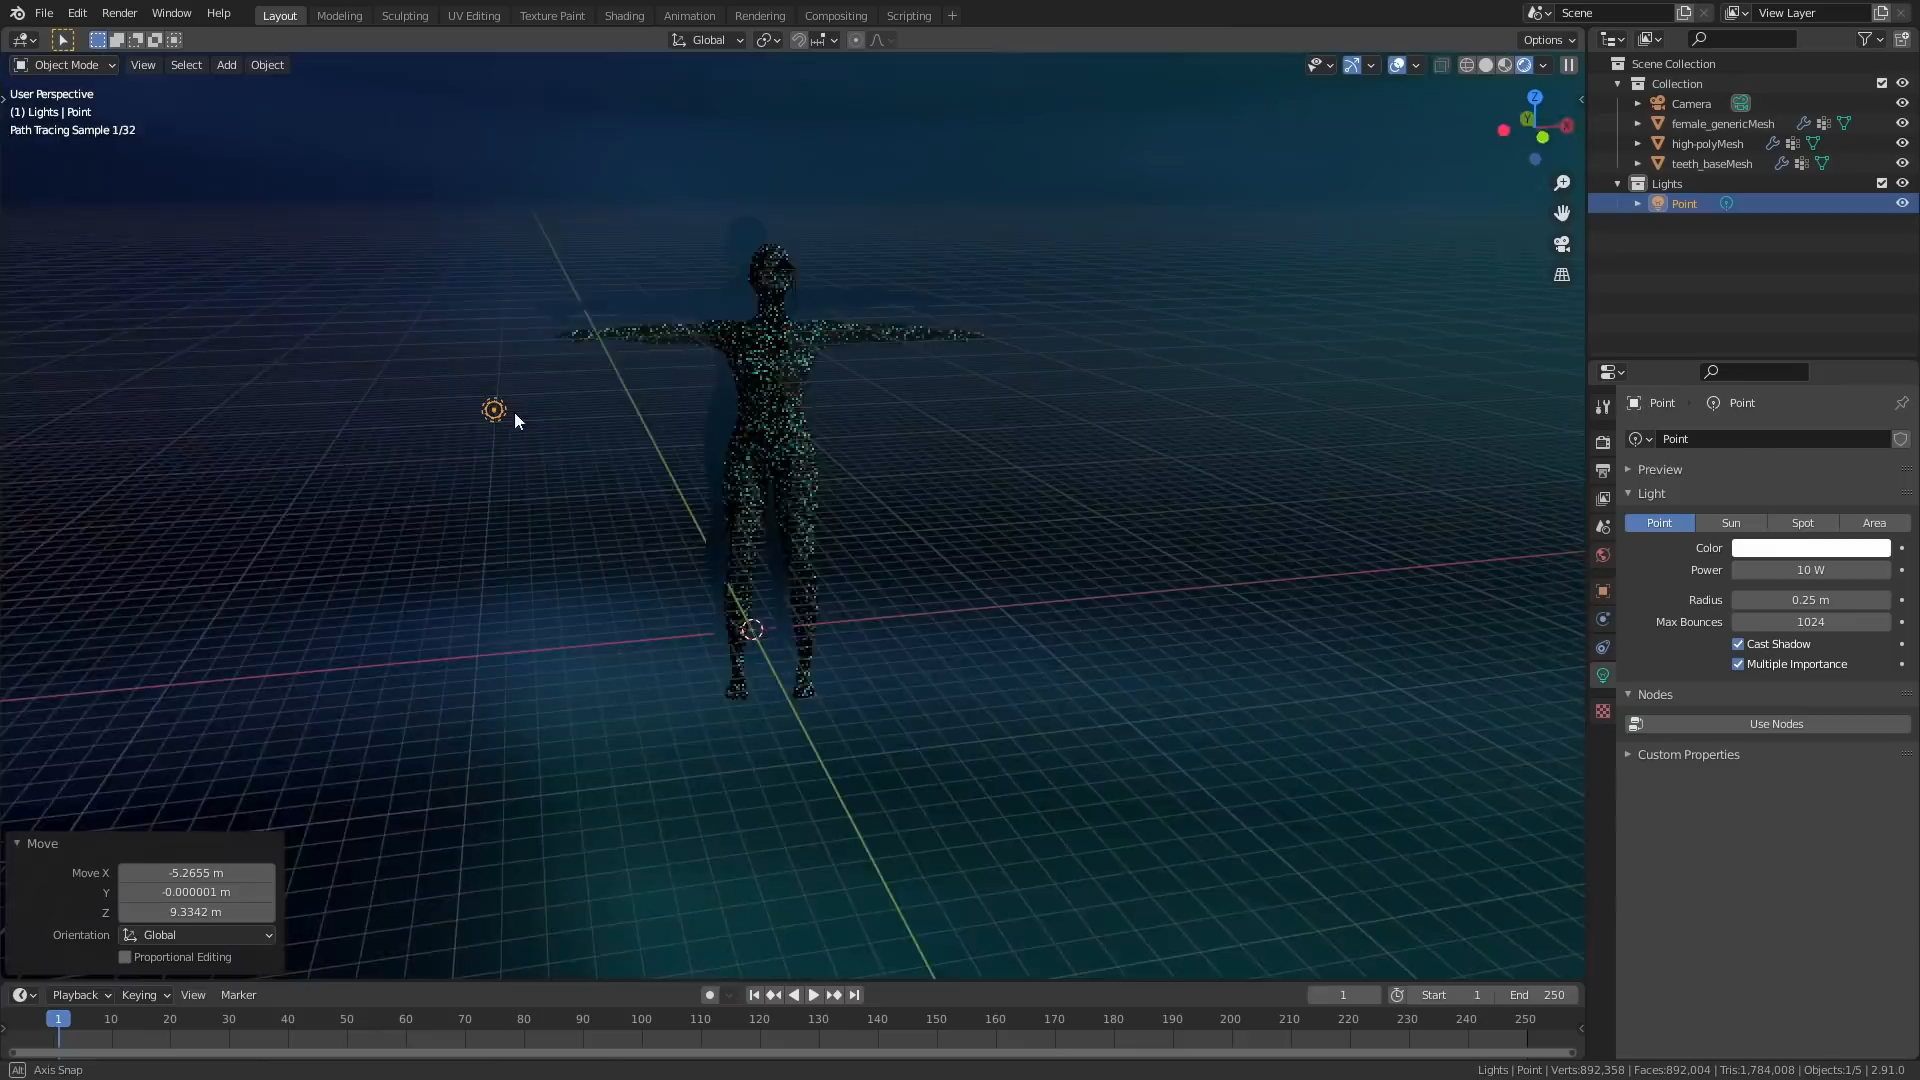 File Edit Render Window Help Layout Modeling Sculpting UV Editing Texture Paint Shading Animation Rendering Compositing Scripting + Scene View Layer
Global Options
Object Mode View Select Add Object
User Perspective
(1) Lights | Point
Path Tracing Sample 1/32
Z
Y
X
Scene Collection
Collection
Camera
female_genericMesh
high-polyMesh
teeth_baseMesh
Lights
Point
Point Point
Point
Preview
Light
Point Sun Spot Area
Color
Power 10 W
Radius 0.25 m
Max Bounces 1024
Cast Shadow
Multiple Importance
Nodes
Use Nodes
Custom Properties
Move
Move X -5.2655 m
Y -0.000001 m
Z 9.3342 m
Orientation Global
Proportional Editing
Playback Keying View Marker 1 Start 1 End 250
1 10 20 30 40 50 60 70 80 90 100 110 120 130 140 150 160 170 180 190 200 210 220 230 240 250
Alt Axis Snap Lights | Point | Verts:892,358 | Faces:892,004 | Tris:1,784,008 | Objects:1/5 | 2.91.0